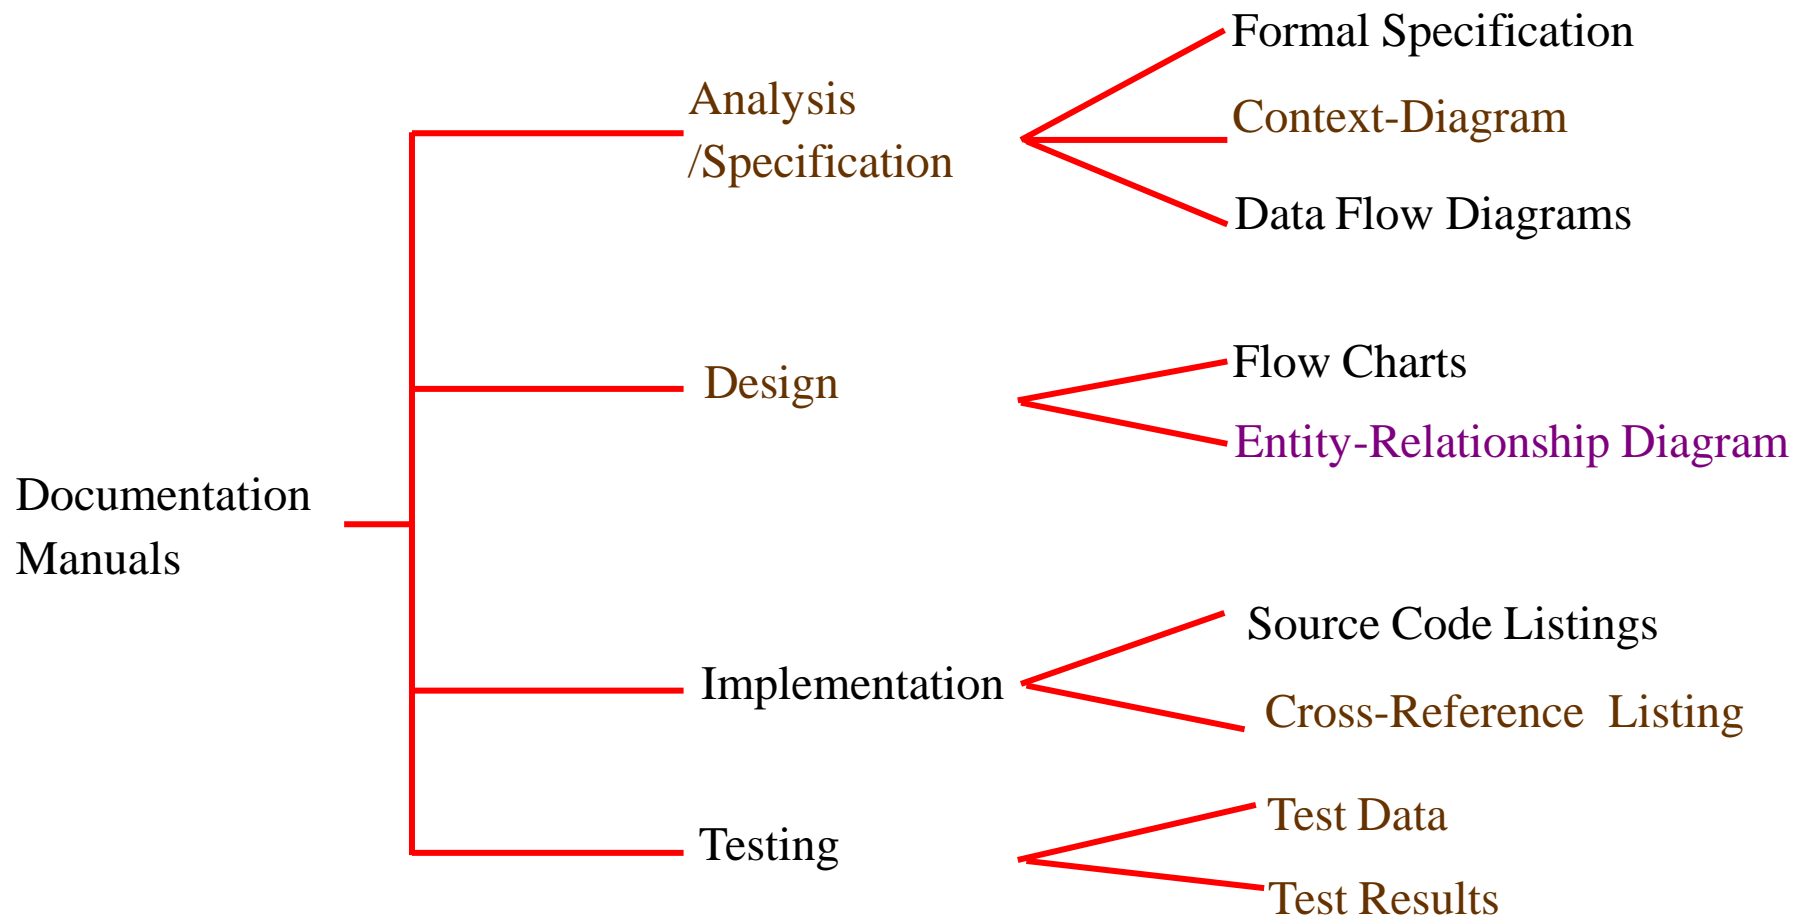 Formal Specification
Analysis
/Specification
Context-Diagram
Data Flow Diagrams
Design
Flow Charts
Entity-Relationship Diagram
Documentation
Manuals
Implementation
Source Code Listings
Cross-Reference Listing
Testing
Test Data
Test Results